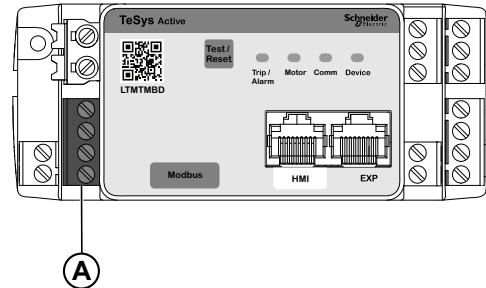 TeSys Active
Schneider
Electric
Test /
Reset
LTMTMBD
Trip /
Alarm
Motor
Comm
Device
Modbus
HMI
EXP
A